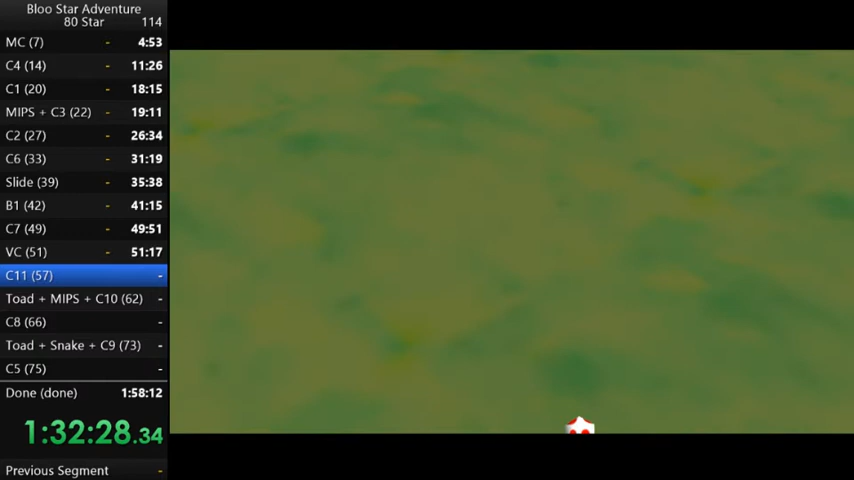 Bloo Star Adventure
80 Star 114
MC (7) - 4:53
C4 (14) - 11:26
C1 (20) - 18:15
MIPS + C3 (22) - 19:11
C2 (27) - 26:34
C6 (33) - 31:19
Slide (39) - 35:38
B1 (42) - 41:15
C7 (49) - 49:51
VC (51) - 51:17
C11 (57) -
Toad + MIPS + C10 (62) -
C8 (66) -
Toad + Snake + C9 (73) -
C5 (75) -
Done (done) 1:58:12
1:32:28.34
Previous Segment -